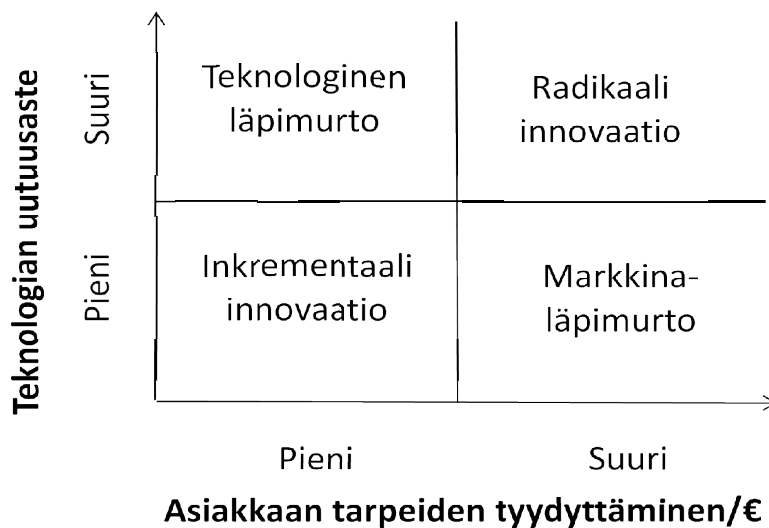 Teknologian uutuusaste
Suuri
Pieni
Teknologinen
läpimurto
Radikaali
innovaatio
Inkrementaali
innovaatio
Markkina-
läpimurto
Pieni
Suuri
Asiakkaan tarpeiden tyydyttäminen/€